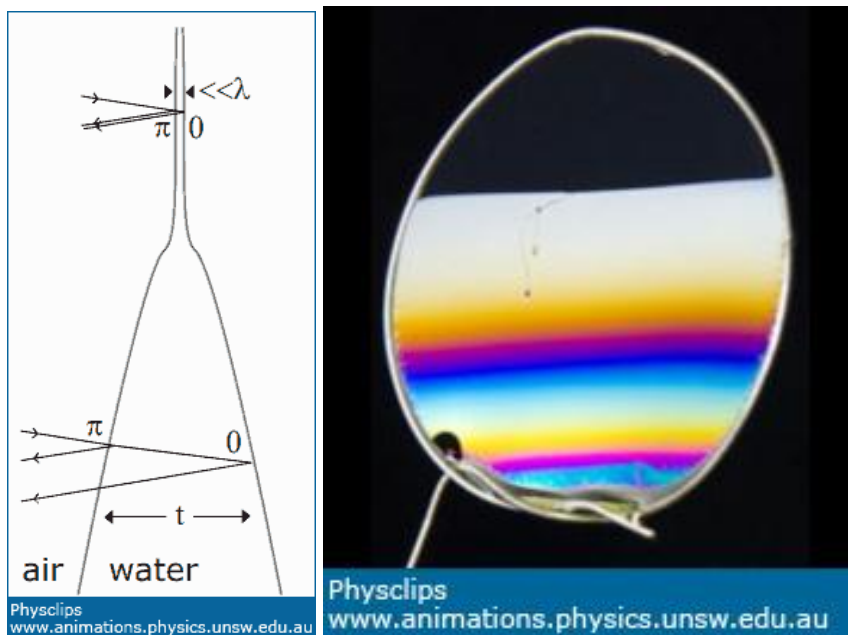 <<λ
π 0
π
0
t
air water
Physclips
www.animations.physics.unsw.edu.au
Physclips
www.animations.physics.unsw.edu.au